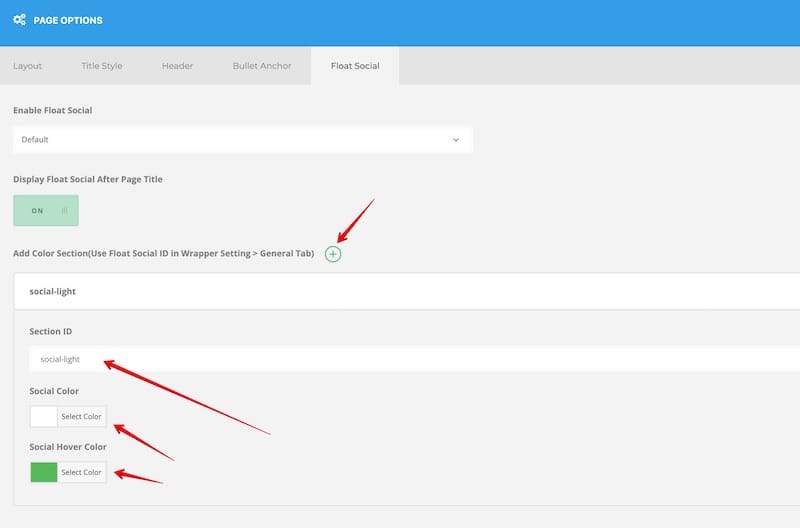 PAGE OPTIONS
Layout Title Style Header Bullet Anchor Float Social
Enable Float Social
Default
Display Float Social After Page Title
ON
Add Color Section(Use Float Social ID in Wrapper Setting > General Tab)
social-light
Section ID
social-light
Social Color
Select Color
Social Hover Color
Select Color